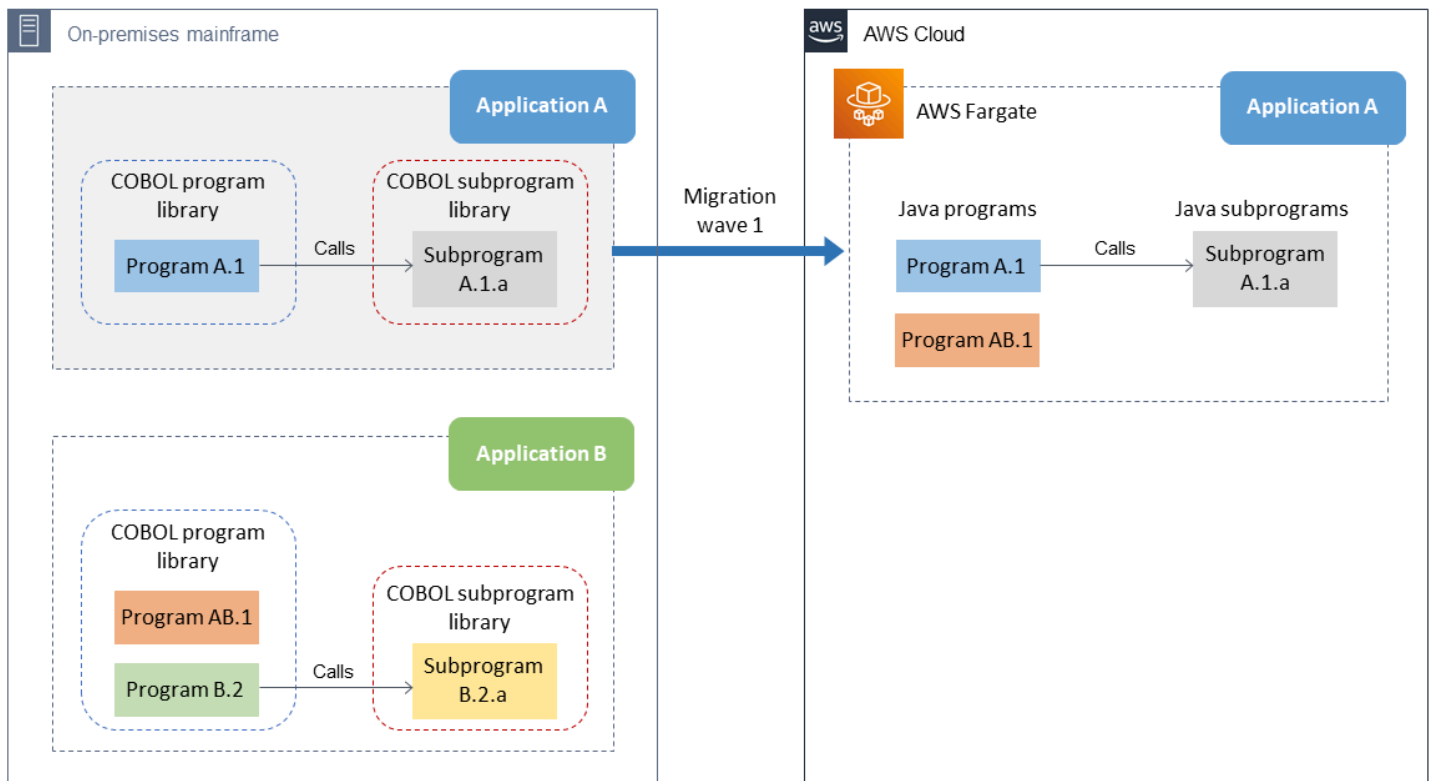 On-premises mainframe
Application A
COBOL program
library
Program A.1
Calls
COBOL subprogram
library
Subprogram
A.1.a
Application B
COBOL program
library
Program AB.1
Program B.2
Calls
COBOL subprogram
library
Subprogram
B.2.a
Migration
wave 1
aws
AWS Cloud
AWS Fargate
Application A
Java programs
Program A.1
Calls
Java subprograms
Subprogram
A.1.a
Program AB.1